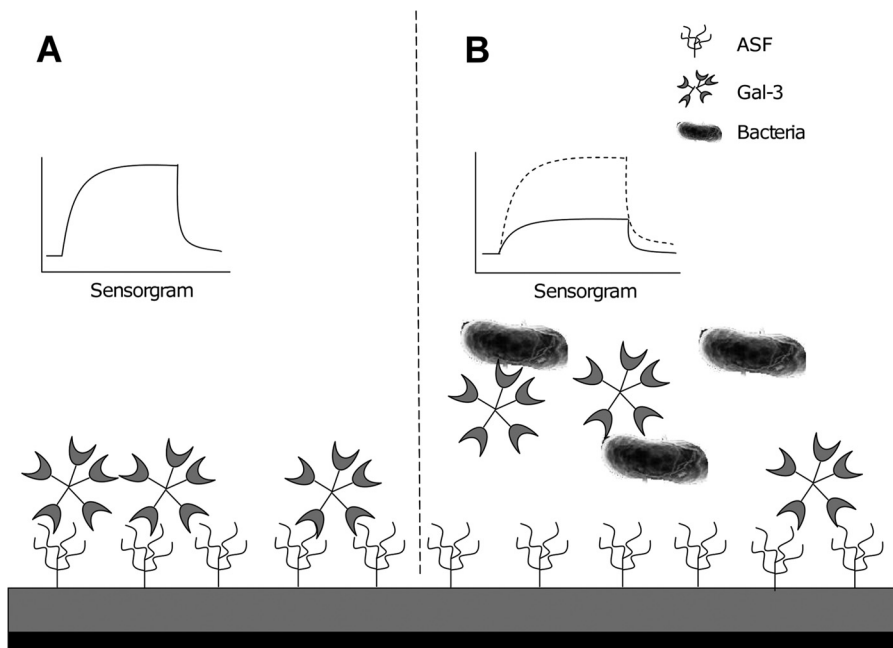 A
B
ASF
Gal-3
Bacteria
Sensorgram
Sensorgram